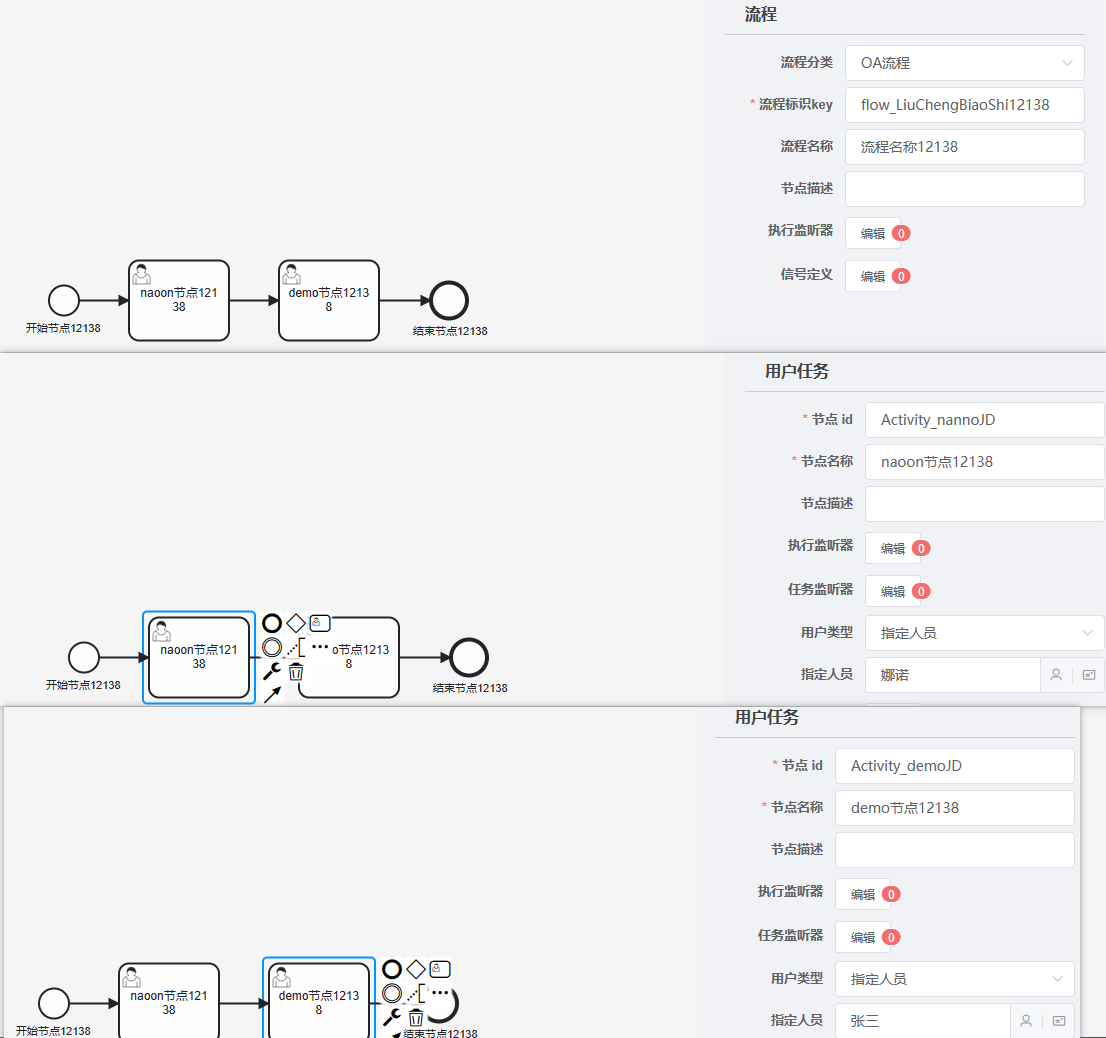 流程
流程分类
OA流程
* 流程标识key
flow_LiuChengBiaoShi12138
流程名称
流程名称12138
节点描述
执行监听器
编辑
0
信号定义
编辑
0
naoon节点121
38
demo节点1213
8
开始节点12138
结束节点12138
用户任务
* 节点 id
Activity_nannoJD
* 节点名称
naoon节点12138
节点描述
执行监听器
编辑
0
任务监听器
编辑
0
用户类型
指定人员
指定人员
娜诺
naoon节点121
38
o节点1213
8
开始节点12138
结束节点12138
用户任务
* 节点 id
Activity_demoJD
* 节点名称
demo节点12138
节点描述
执行监听器
编辑
0
任务监听器
编辑
0
用户类型
指定人员
指定人员
张三
naoon节点121
38
demo节点1213
8
开始节点12138
结束节点12138